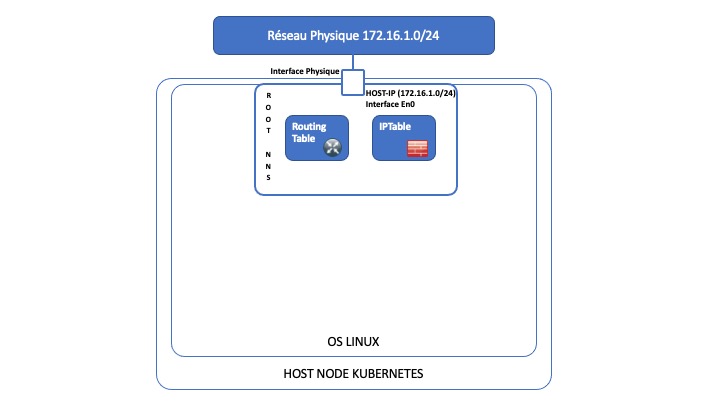 Réseau Physique 172.16.1.0/24
Interface Physique
HOST-IP (172.16.1.0/24)
Interface En0
R
O
O
T
N
N
S
Routing
Table
IPTable
OS LINUX
HOST NODE KUBERNETES